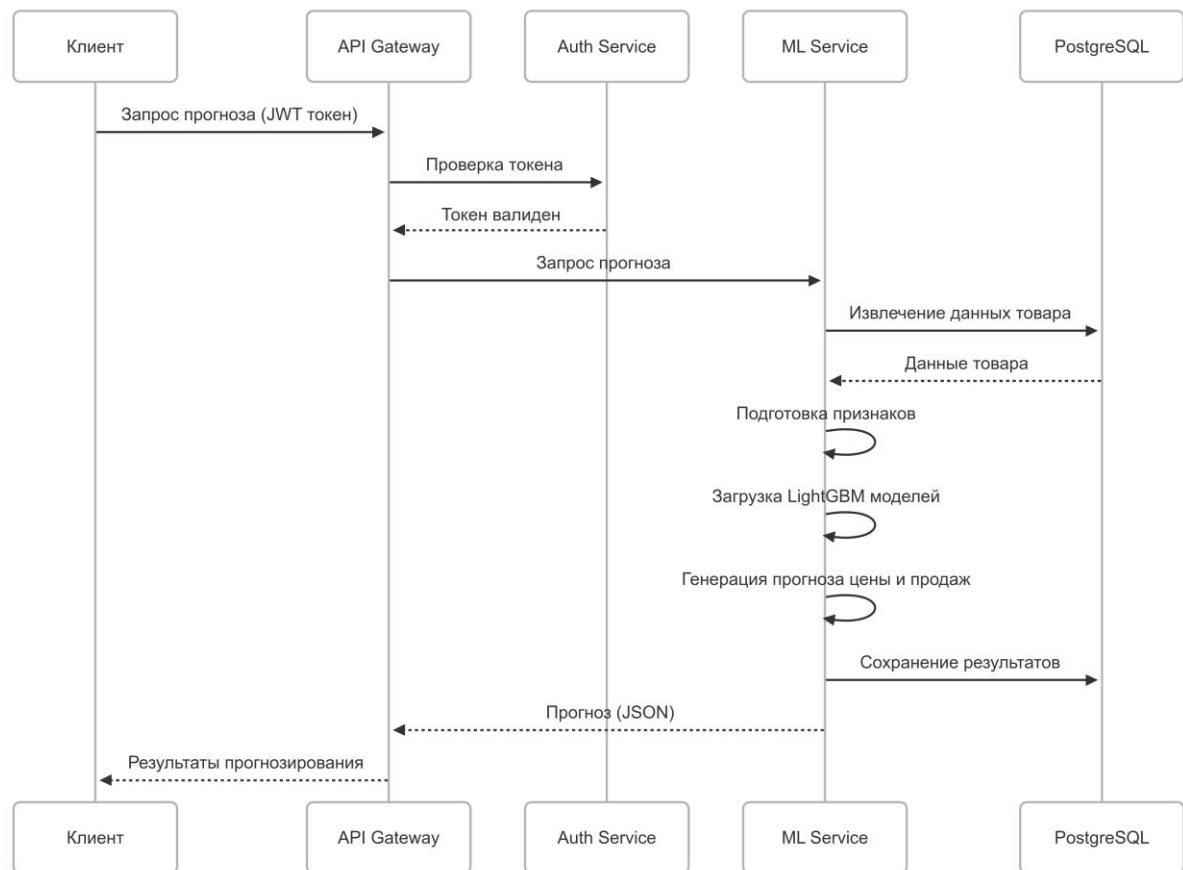 Клиент
API Gateway
Auth Service
ML Service
PostgreSQL
Запрос прогноза (JWT токен)
Проверка токена
Токен валиден
Запрос прогноза
Извлечение данных товара
Данные товара
Подготовка признаков
Загрузка LightGBM моделей
Генерация прогноза цены и продаж
Сохранение результатов
Прогноз (JSON)
Результаты прогнозирования
Клиент
API Gateway
Auth Service
ML Service
PostgreSQL